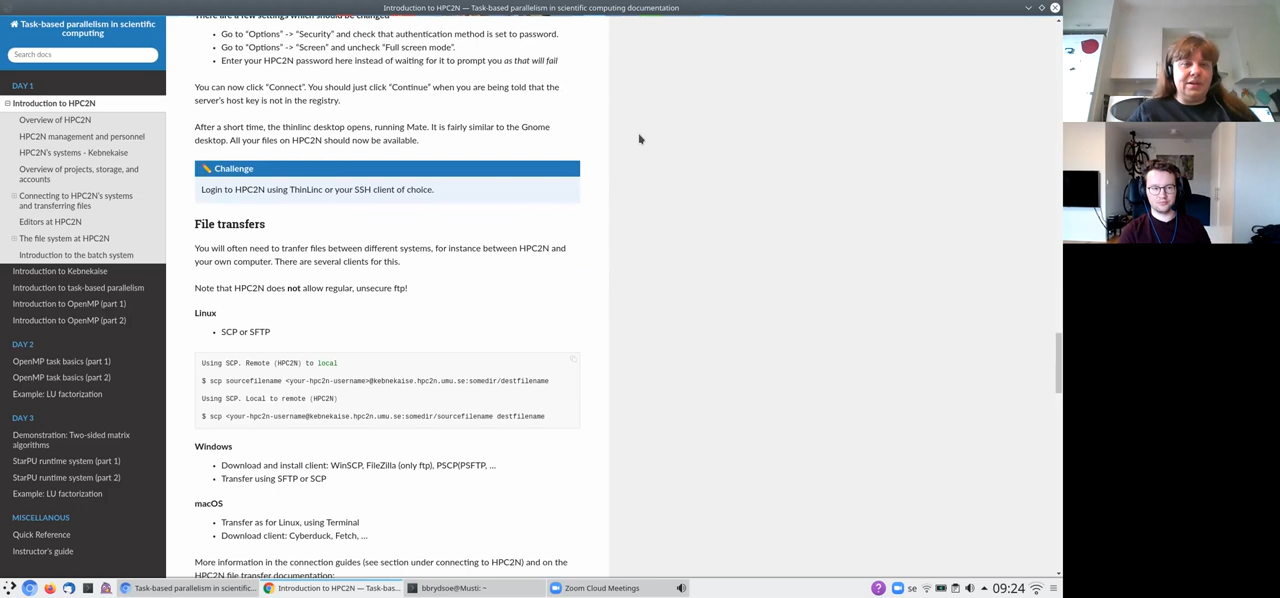 Introduction to HPC2N — Task-based parallelism in scientific computing documentation
Task-based parallelism in scientific
computing
Search docs
DAY 1
Introduction to HPC2N
Overview of HPC2N
HPC2N management and personnel
HPC2N's systems - Kebnekaise
Overview of projects, storage, and
accounts
Connecting to HPC2N's systems
and transferring files
Editors at HPC2N
The file system at HPC2N
Introduction to the batch system
Introduction to Kebnekaise
Introduction to task-based parallelism
Introduction to OpenMP (part 1)
Introduction to OpenMP (part 2)
DAY 2
OpenMP task basics (part 1)
OpenMP task basics (part 2)
Example: LU factorization
DAY 3
Demonstration: Two-sided matrix
algorithms
StarPU runtime system (part 1)
StarPU runtime system (part 2)
Example: LU factorization
MISCELLANEOUS
Quick Reference
Instructor's guide
There are a few settings which should be changed
• Go to “Options” -> “Security” and check that authentication method is set to password.
• Go to “Options” -> “Screen” and uncheck “Full screen mode”.
• Enter your HPC2N password here instead of waiting for it to prompt you as that will fail
You can now click “Connect”. You should just click “Continue” when you are being told that the
server's host key is not in the registry.
After a short time, the thinlinc desktop opens, running Mate. It is fairly similar to the Gnome
desktop. All your files on HPC2N should now be available.
Challenge
Login to HPC2N using ThinLinc or your SSH client of choice.
File transfers
You will often need to tranfer files between different systems, for instance between HPC2N and
your own computer. There are several clients for this.
Note that HPC2N does not allow regular, unsecure ftp!
Linux
• SCP or SFTP
Using SCP. Remote (HPC2N) to local
$ scp sourcefilename <your-hpc2n-username>@kebnekaise.hpc2n.umu.se:somedir/destfilename
Using SCP. Local to remote (HPC2N)
$ scp <your-hpc2n-username@kebnekaise.hpc2n.umu.se:somedir/sourcefilename destfilename
Windows
• Download and install client: WinSCP, FileZilla (only ftp), PSCP(PSFTP, ...
• Transfer using SFTP or SCP
macOS
• Transfer as for Linux, using Terminal
• Download client: Cyberduck, Fetch, ...
More information in the connection guides (see section under connecting to HPC2N) and on the
HPC2N file transfer documentation:
Task-based parallelism in scientific...
Introduction to HPC2N — Task-bas...
bbrydsoe@Musti: ~
Zoom Cloud Meetings
se
09:24